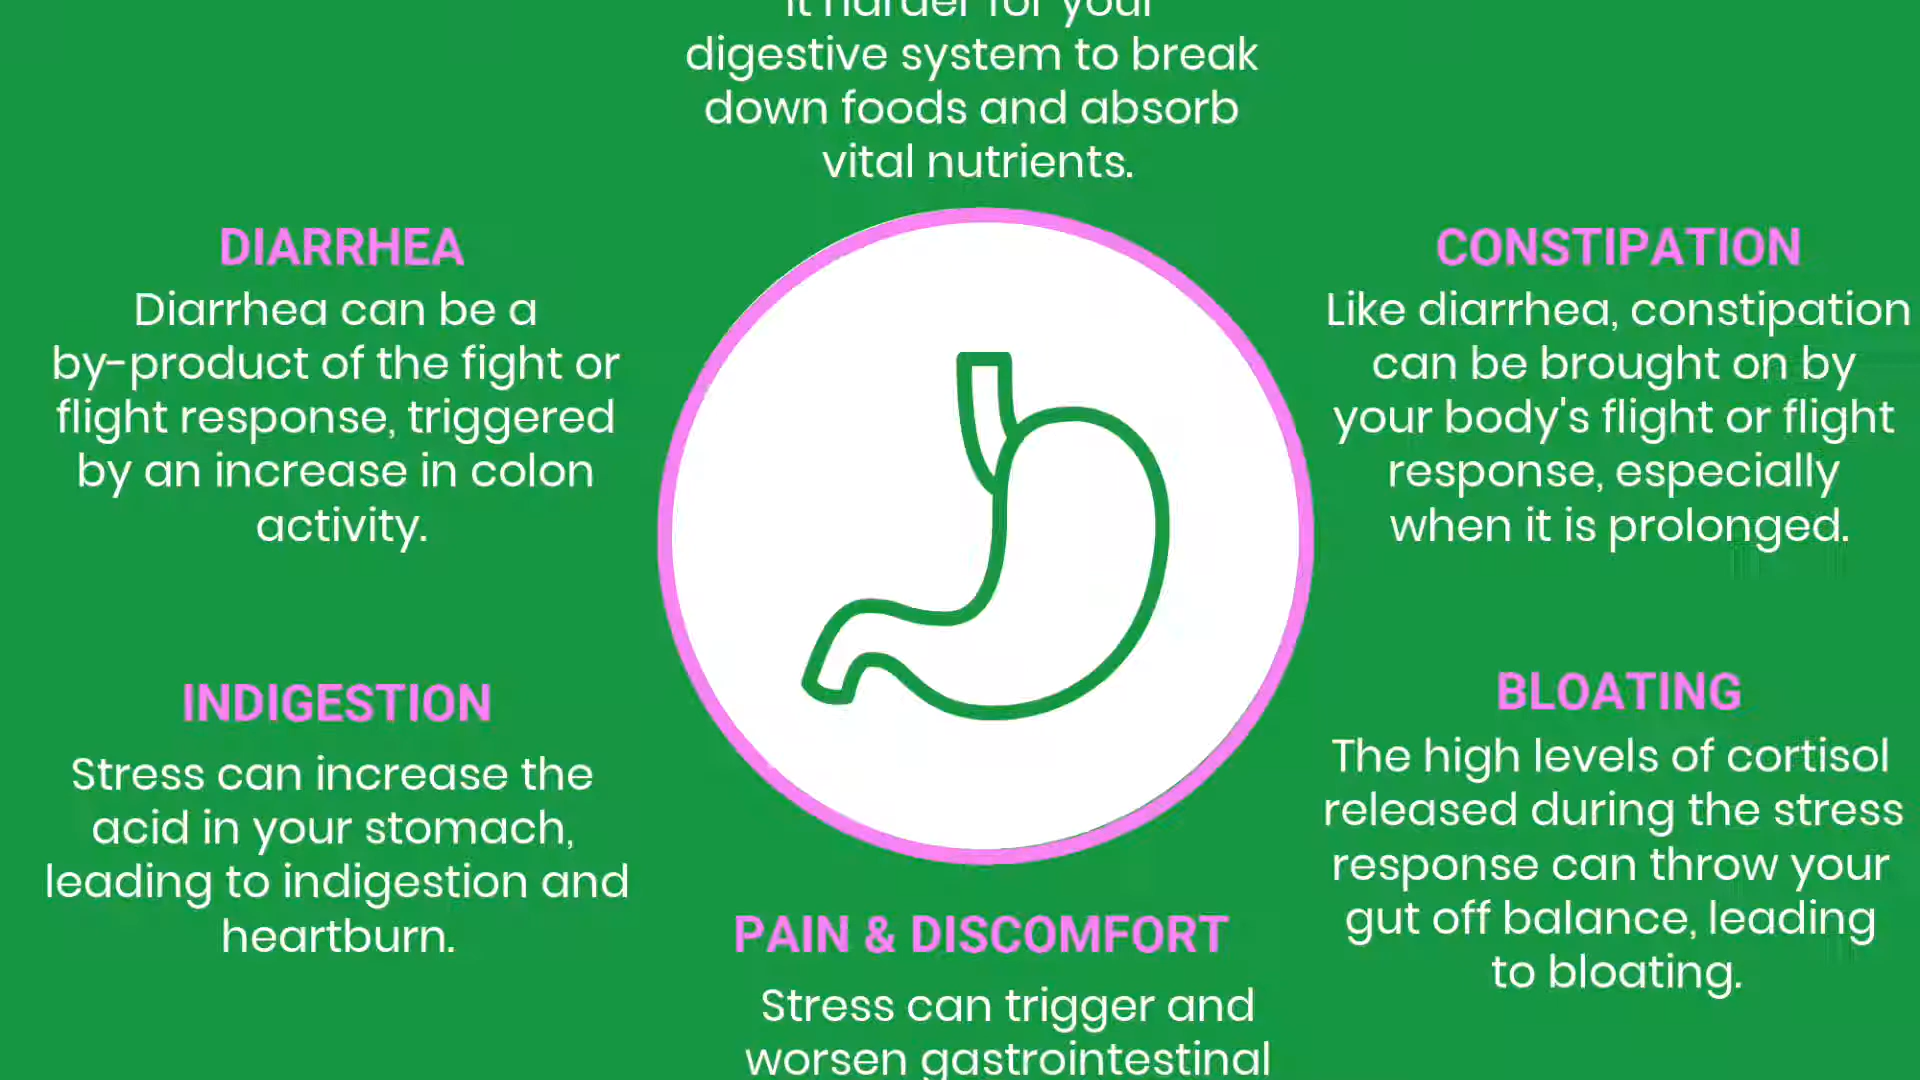 it harder for your
digestive system to break
down foods and absorb
vital nutrients.
DIARRHEA
Diarrhea can be a
by-product of the fight or
flight response, triggered
by an increase in colon
activity.
CONSTIPATION
Like diarrhea, constipation
can be brought on by
your body's flight or flight
response, especially
when it is prolonged.
INDIGESTION
Stress can increase the
acid in your stomach,
leading to indigestion and
heartburn.
BLOATING
The high levels of cortisol
released during the stress
response can throw your
gut off balance, leading
to bloating.
PAIN & DISCOMFORT
Stress can trigger and
worsen gastrointestinal